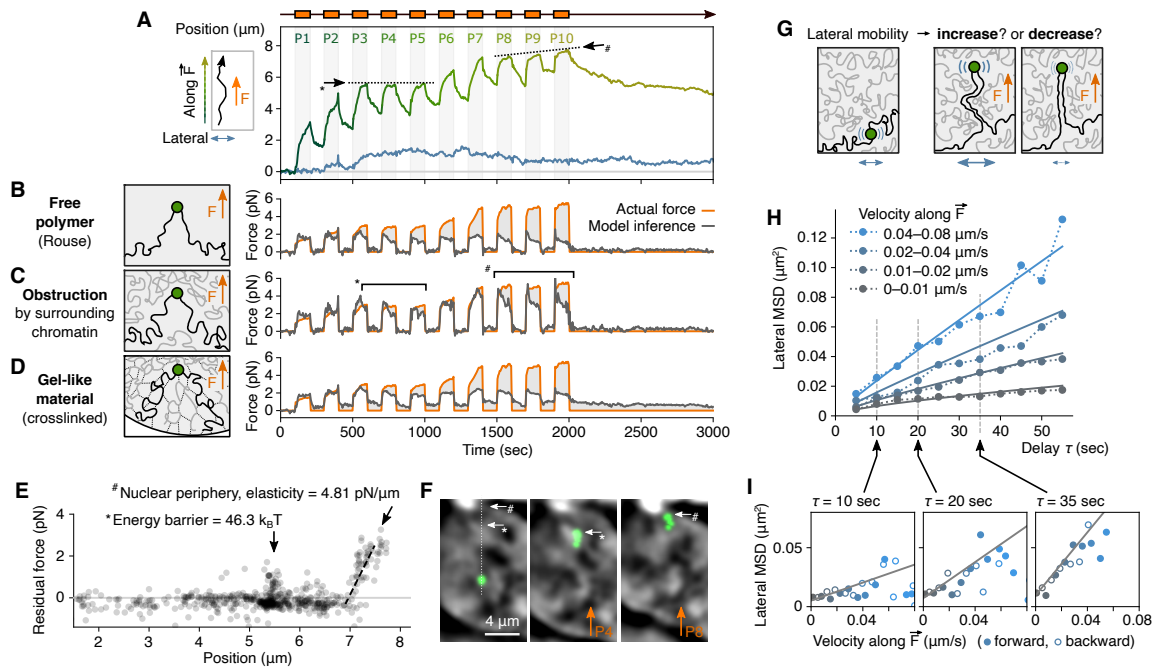 A
Position (μm)
Along F
F
Lateral
P1 P2 P3 P4 P5 P6 P7 P8 P9 P10
8
6
4
2
0
*
#
B
Free
polymer
(Rouse)
F
Force (pN)
6
4
2
0
Actual force
Model inference
C
Obstruction
by surrounding
chromatin
F
Force (pN)
6
4
2
0
*
#
D
Gel-like
material
(crosslinked)
F
Force (pN)
6
4
2
0
0 500 1000 1500 2000 2500 3000
Time (sec)
E
# Nuclear periphery, elasticity = 4.81 pN/μm
* Energy barrier = 46.3 kBT
Residual force (pN)
4
2
0
2 3 4 5 6 7 8
Position (μm)
F
#
*
4 μm
*
P4
#
P8
G
Lateral mobility → increase? or decrease?
F
F
H
Velocity along F
0.04–0.08 μm/s
0.02–0.04 μm/s
0.01–0.02 μm/s
0–0.01 μm/s
Lateral MSD (μm²)
0.12
0.10
0.08
0.06
0.04
0.02
0
0 10 20 30 40 50
Delay τ (sec)
I
τ = 10 sec
τ = 20 sec
τ = 35 sec
Lateral MSD (μm²)
0.05
0
0 0.04 0 0.04 0 0.04 0.08
Velocity along F (μm/s) (● forward, ○ backward)